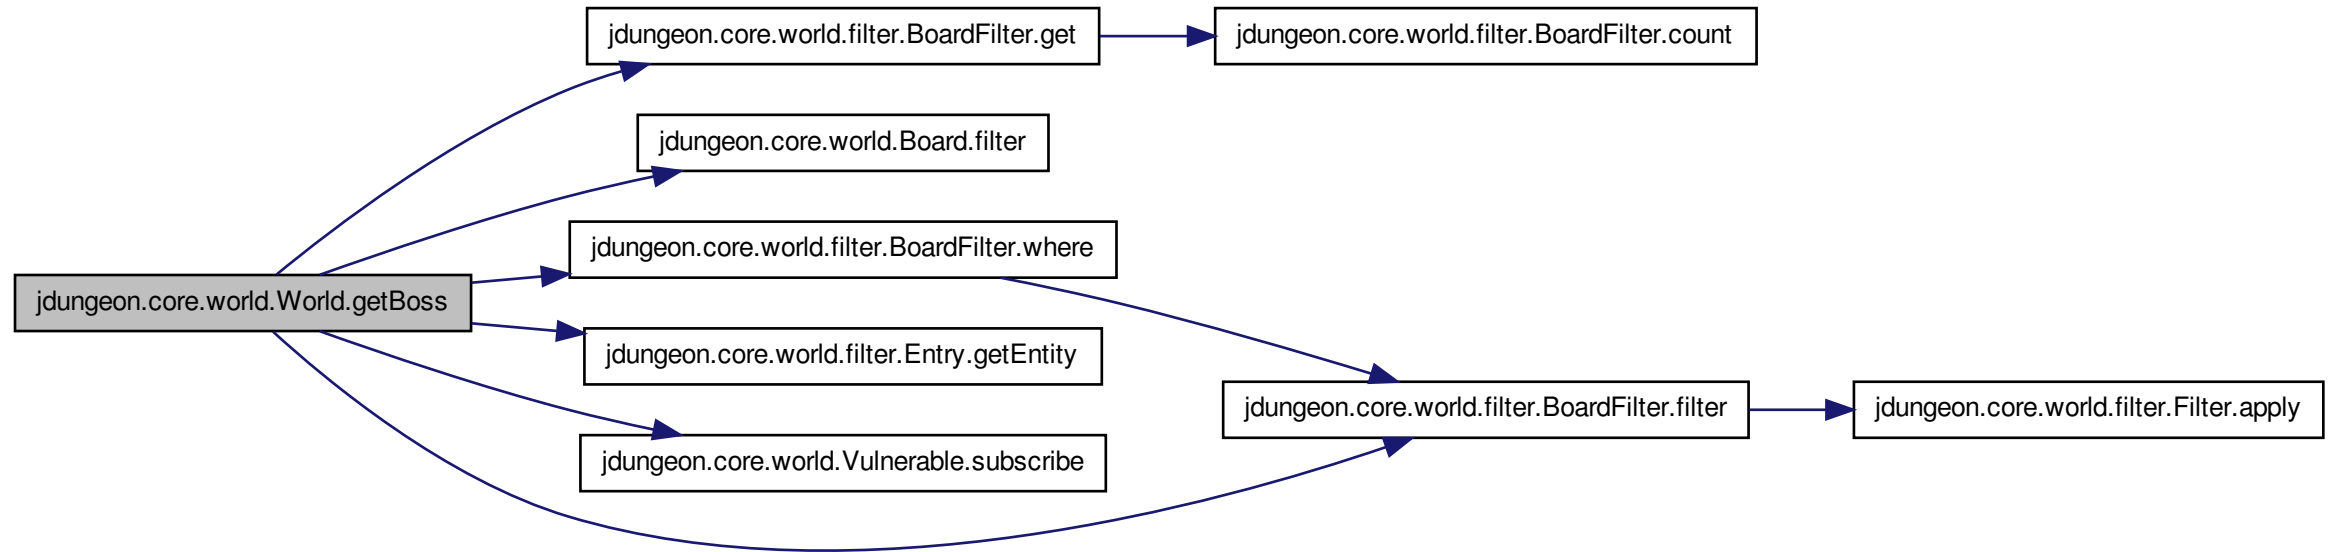 jdungeon.core.world.filter.BoardFilter.get
jdungeon.core.world.filter.BoardFilter.count
jdungeon.core.world.Board.filter
jdungeon.core.world.filter.BoardFilter.where
jdungeon.core.world.World.getBoss
jdungeon.core.world.filter.Entry.getEntity
jdungeon.core.world.filter.BoardFilter.filter
jdungeon.core.world.filter.Filter.apply
jdungeon.core.world.Vulnerable.subscribe